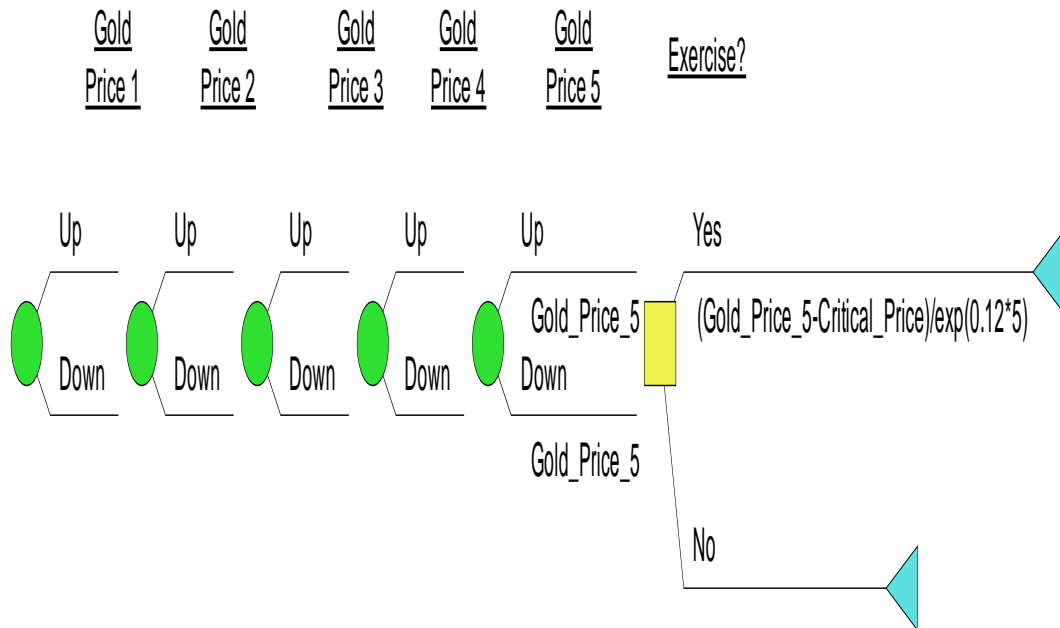 Gold Price 1
Gold Price 2
Gold Price 3
Gold Price 4
Gold Price 5
Exercise?
Up
Up
Up
Up
Up
Yes
Gold_Price_5
(Gold_Price_5-Critical_Price)/exp(0.12*5)
Down
Down
Down
Down
Down
Gold_Price_5
No